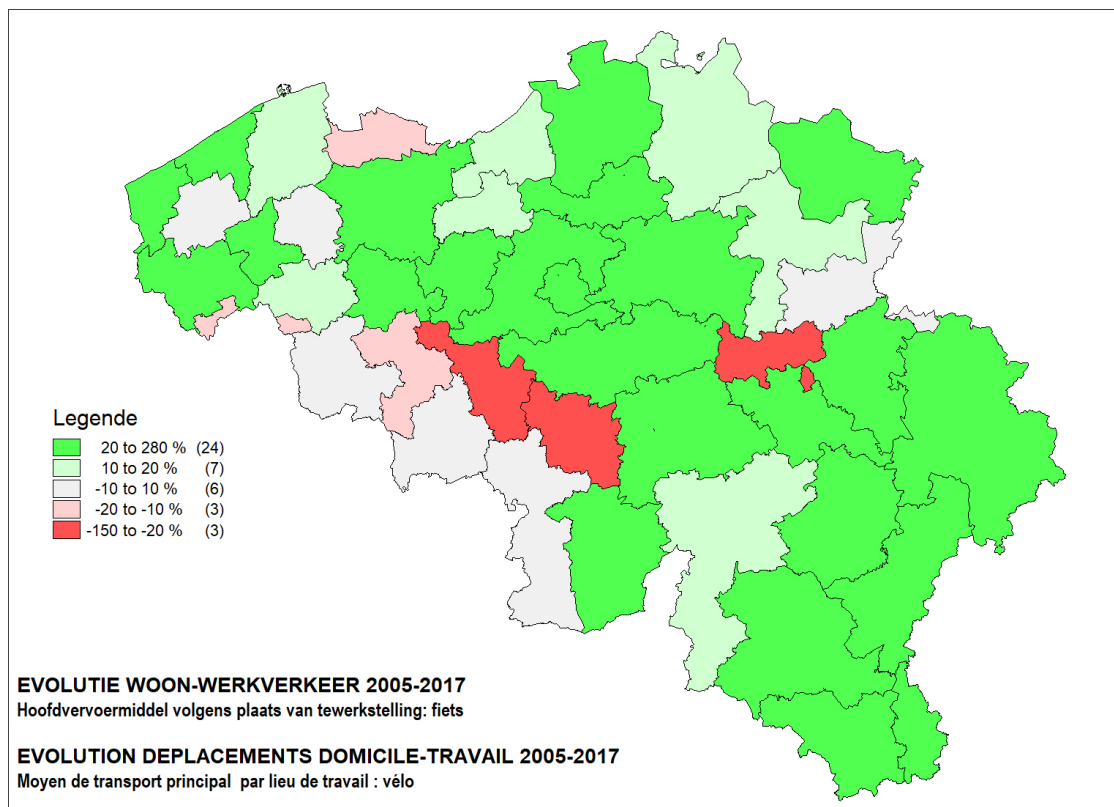 Legende
20 to 280 % (24)
10 to 20 % (7)
-10 to 10 % (6)
-20 to -10 % (3)
-150 to -20 % (3)
EVOLUTIE WOON-WERKVERKEER 2005-2017
Hoofdvervoermiddel volgens plaats van tewerkstelling: fiets
EVOLUTION DEPLACEMENTS DOMICILE-TRAVAIL 2005-2017
Moyen de transport principal par lieu de travail : vélo